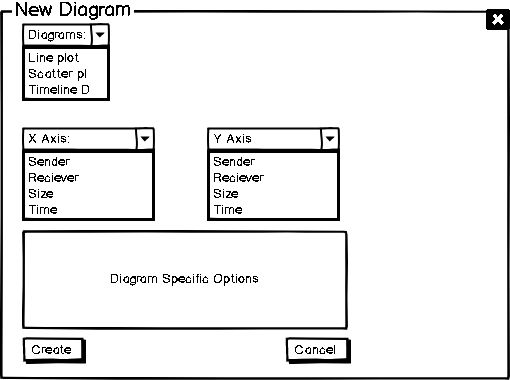 New Diagram
Diagrams:
Line plot
Scatter pl
Timeline D
X Axis:
Sender
Reciever
Size
Time
Y Axis
Sender
Reciever
Size
Time
Diagram Specific Options
Create
Cancel